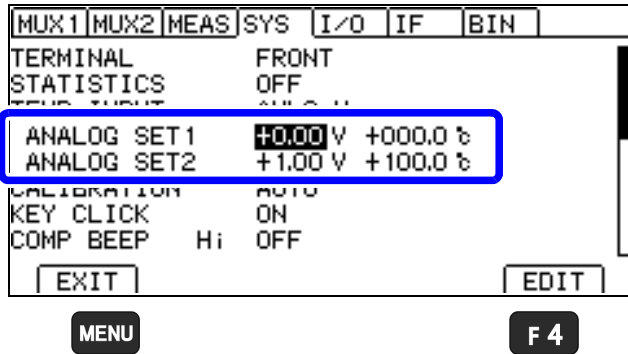 MUX1 MUX2 MEAS SYS I/O IF BIN
TERMINAL FRONT
STATISTICS OFF
ANALOG SET1 +0.00 V +000.0 ℃
ANALOG SET2 +1.00 V +100.0 ℃
CALIBRATION AUTO
KEY CLICK ON
COMP BEEP Hi OFF
EXIT EDIT
MENU F 4